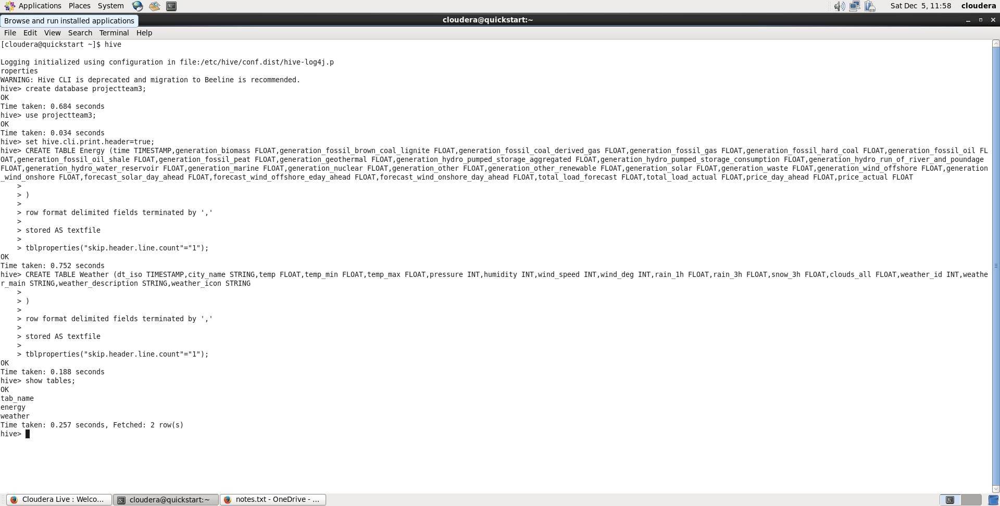 Applications Places System Sat Dec 5, 11:58 cloudera
Browse and run installed applications cloudera@quickstart:~
File Edit View Search Terminal Help
[cloudera@quickstart ~]$ hive
Logging initialized using configuration in file:/etc/hive/conf.dist/hive-log4j.p
roperties
WARNING: Hive CLI is deprecated and migration to Beeline is recommended.
hive> create database projectteam3;
OK
Time taken: 0.684 seconds
hive> use projectteam3;
OK
Time taken: 0.034 seconds
hive> set hive.cli.print.header=true;
hive> CREATE TABLE Energy (time TIMESTAMP,generation_biomass FLOAT,generation_fossil_brown_coal_lignite FLOAT,generation_fossil_coal_derived_gas FLOAT,generation_fossil_gas FLOAT,generation_fossil_hard_coal FLOAT,generation_fossil_oil FL
OAT,generation_fossil_oil_shale FLOAT,generation_fossil_peat FLOAT,generation_geothermal FLOAT,generation_hydro_pumped_storage_aggregated FLOAT,generation_hydro_pumped_storage_consumption FLOAT,generation_hydro_run_of_river_and_poundage
FLOAT,generation_hydro_water_reservoir FLOAT,generation_marine FLOAT,generation_nuclear FLOAT,generation_other FLOAT,generation_other_renewable FLOAT,generation_solar FLOAT,generation_waste FLOAT,generation_wind_offshore FLOAT,generation
_wind_onshore FLOAT,forecast_solar_day_ahead FLOAT,forecast_wind_offshore_eday_ahead FLOAT,forecast_wind_onshore_day_ahead FLOAT,total_load_forecast FLOAT,total_load_actual FLOAT,price_day_ahead FLOAT,price_actual FLOAT
>
> )
>
> row format delimited fields terminated by ','
>
> stored AS textfile
>
> tblproperties("skip.header.line.count"="1");
OK
Time taken: 0.752 seconds
hive> CREATE TABLE Weather (dt_iso TIMESTAMP,city_name STRING,temp FLOAT,temp_min FLOAT,temp_max FLOAT,pressure INT,humidity INT,wind_speed INT,wind_deg INT,rain_1h FLOAT,rain_3h FLOAT,snow_3h FLOAT,clouds_all FLOAT,weather_id INT,weathe
r_main STRING,weather_description STRING,weather_icon STRING
>
> )
>
> row format delimited fields terminated by ','
>
> stored AS textfile
>
> tblproperties("skip.header.line.count"="1");
OK
Time taken: 0.188 seconds
hive> show tables;
OK
tab_name
energy
weather
Time taken: 0.257 seconds, Fetched: 2 row(s)
hive>
Cloudera Live : Welco... cloudera@quickstart:~ notes.txt - OneDrive - ...